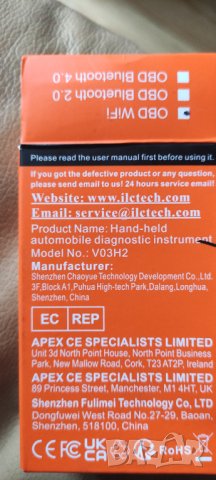 OBD WiFi
OBD Bluetooth 2.0
OBD Bluetooth 4.0
Please read the user manual first before using it.
If you got the defective product or any question,
please email to us! 24 hours service email!
Website: www.ilctech.com
Email: service@ilctech.com
Product Name: Hand-held
automobile diagnostic instrument
Model No.: V03H2
Manufacturer:
Shenzhen Chaoyue Technology Development Co.,Ltd.
3F,Block A1,Puhua High-tech Park,Dalang,Longhua,
Shenzhen,China
EC REP
APEX CE SPECIALISTS LIMITED
Unit 3d North Point House, North Point Business
Park, New Mallow Road, Cork, T23 AT2P, Ireland
APEX CE SPECIALISTS LIMITED
89 Princess Street, Manchester, M1 4HT, UK
Shenzhen Fulimei Technology Co., Ltd
Dongfuwei West Road No.27-29, Baoan,
Shenzhen, 518100, China
CE FC UK CA RoHS
bazar